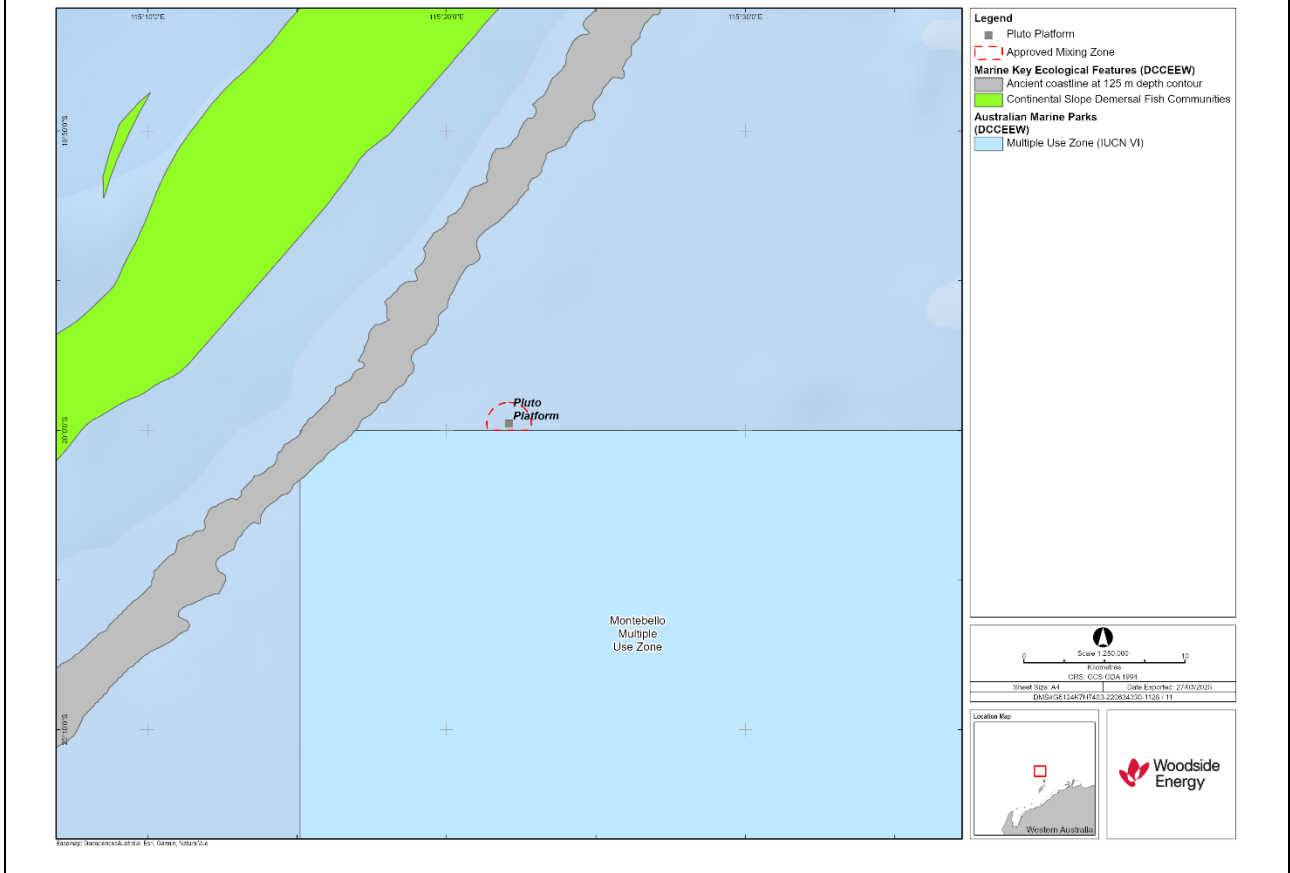 115°10'0"E
115°20'0"E
115°30'0"E
19°50'0"S
20°0'0"S
20°10'0"S
Pluto
Platform
Montebello
Multiple
Use Zone
Basemap: GeosciencesAustralia, Esri, Garmin, NaturalVue
Legend
Pluto Platform
Approved Mixing Zone
Marine Key Ecological Features (DCCEEW)
Ancient coastline at 125 m depth contour
Continental Slope Demersal Fish Communities
Australian Marine Parks
(DCCEEW)
Multiple Use Zone (IUCN VI)
Scale 1:250,000
0 10
Kilometres
CRS: GCS GDA 1994
Sheet Size: A4
Date Exported: 27/03/2025
Location Map
Western Australia
Woodside
Energy